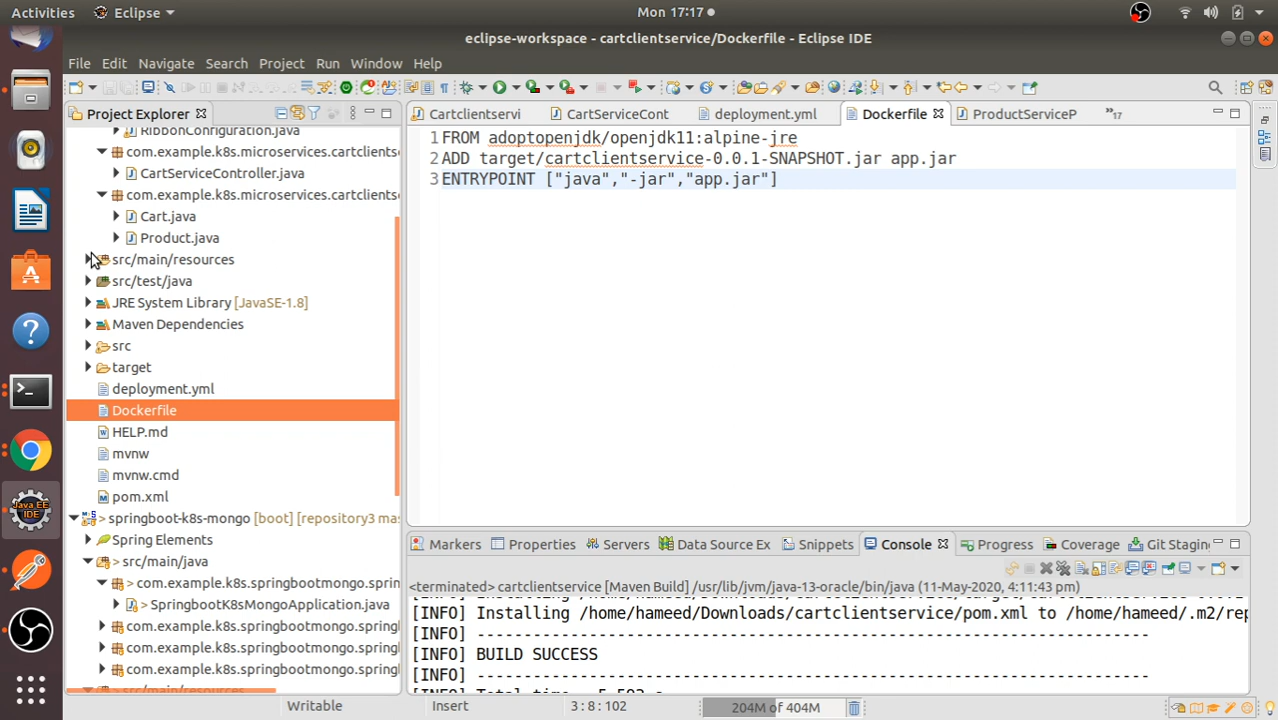 Activities
Eclipse
Mon 17:17
eclipse-workspace - cartclientservice/Dockerfile - Eclipse IDE
File Edit Navigate Search Project Run Window Help
Project Explorer
RibbonConfiguration.java
com.example.k8s.microservices.cartclients
CartServiceController.java
com.example.k8s.microservices.cartclients
Cart.java
Product.java
src/main/resources
src/test/java
JRE System Library [JavaSE-1.8]
Maven Dependencies
src
target
deployment.yml
Dockerfile
HELP.md
mvnw
mvnw.cmd
pom.xml
> springboot-k8s-mongo [boot] [repository3 mas
Spring Elements
> src/main/java
> com.example.k8s.springbootmongo.sprin
> SpringbootK8sMongoApplication.java
com.example.k8s.springbootmongo.spring
com.example.k8s.springbootmongo.spring
com.example.k8s.springbootmongo.spring
src/main/resources
Cartclientservi
CartServiceCont
deployment.yml
Dockerfile
ProductServiceP
»17
1 FROM adoptopenjdk/openjdk11:alpine-jre
2 ADD target/cartclientservice-0.0.1-SNAPSHOT.jar app.jar
3 ENTRYPOINT ["java","-jar","app.jar"]
Markers Properties Servers Data Source Ex Snippets Console Progress Coverage Git Staging
<terminated> cartclientservice [Maven Build] /usr/lib/jvm/java-13-oracle/bin/java (11-May-2020, 4:11:43 pm)
[INFO] Installing /home/hameed/Downloads/cartclientservice/pom.xml to /home/hameed/.m2/rep
[INFO] ---------------------------------------------------------------
[INFO] BUILD SUCCESS
[INFO] ---------------------------------------------------------------
Writable
Insert
3 : 8 : 102
204M of 404M
Java EE
IDE